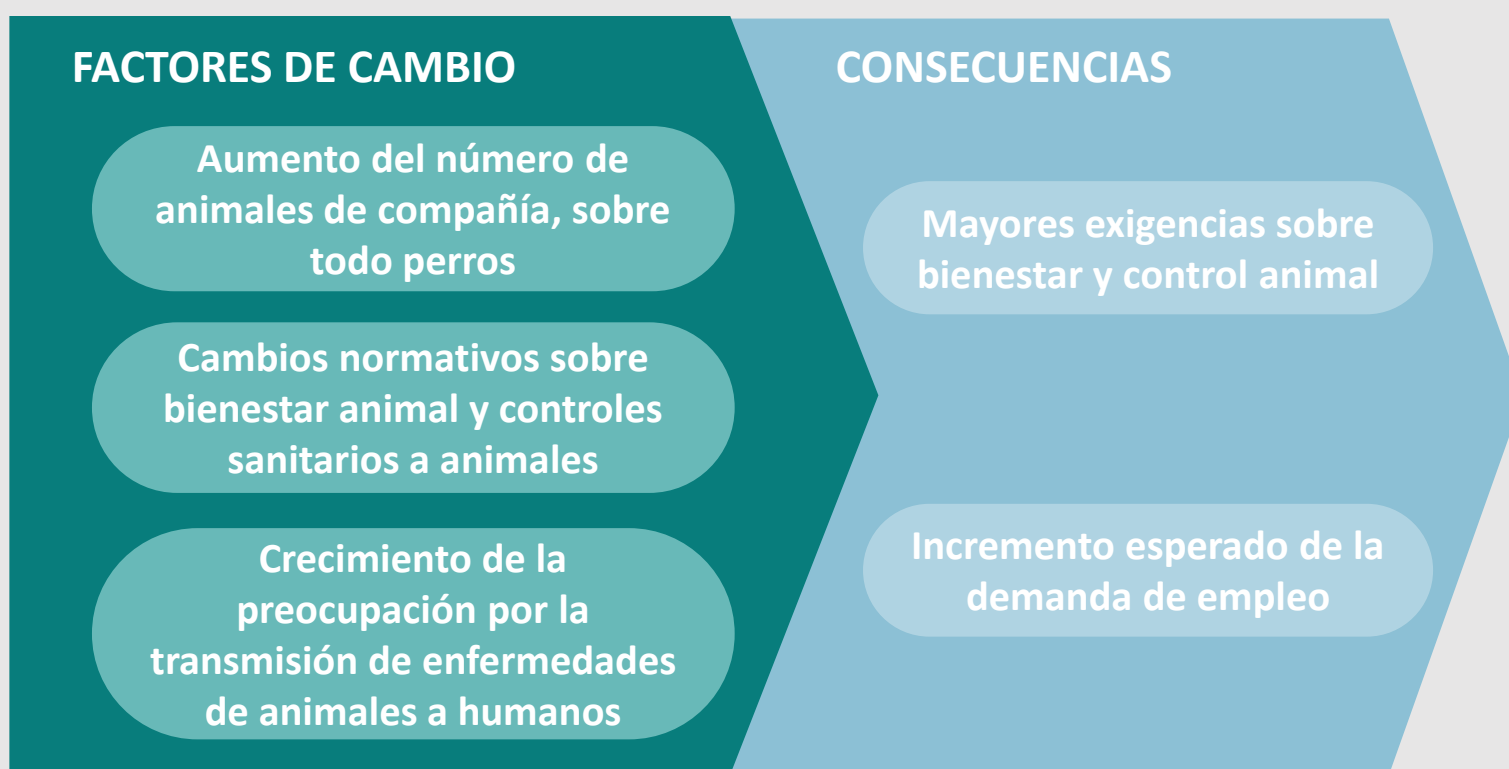 FACTORES DE CAMBIO
Aumento del número de
animales de compañía, sobre
todo perros
Cambios normativos sobre
bienestar animal y controles
sanitarios a animales
Crecimiento de la
preocupación por la
transmisión de enfermedades
de animales a humanos
CONSECUENCIAS
Mayores exigencias sobre
bienestar y control animal
Incremento esperado de la
demanda de empleo